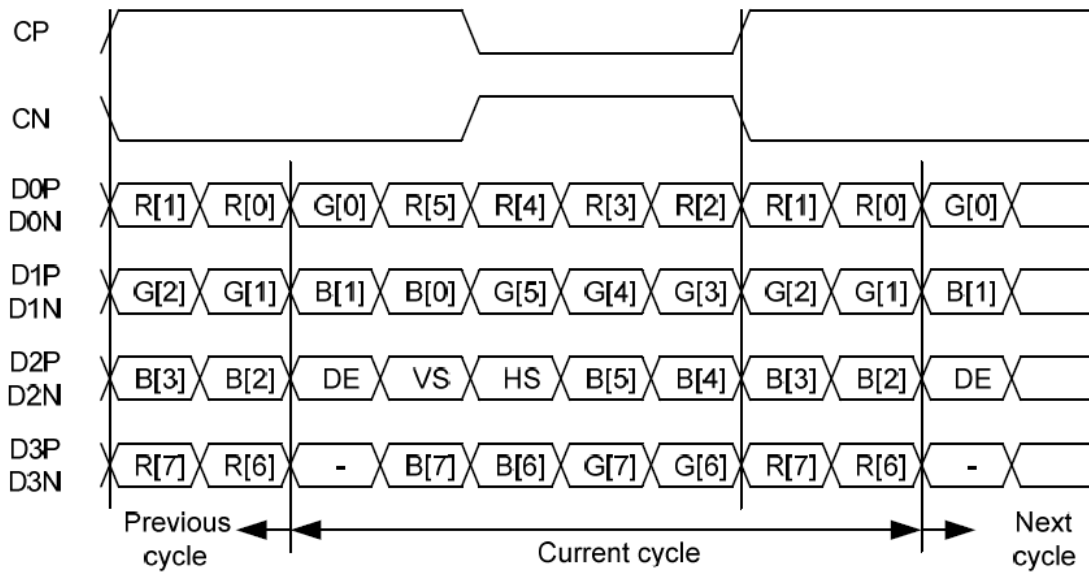 CP
CN
D0P
D0N
R[1] R[0] G[0] R[5] R[4] R[3] R[2] R[1] R[0] G[0]
D1P
D1N
G[2] G[1] B[1] B[0] G[5] G[4] G[3] G[2] G[1] B[1]
D2P
D2N
B[3] B[2] DE VS HS B[5] B[4] B[3] B[2] DE
D3P
D3N
R[7] R[6] - B[7] B[6] G[7] G[6] R[7] R[6] -
Previous
cycle
Current cycle
Next
cycle